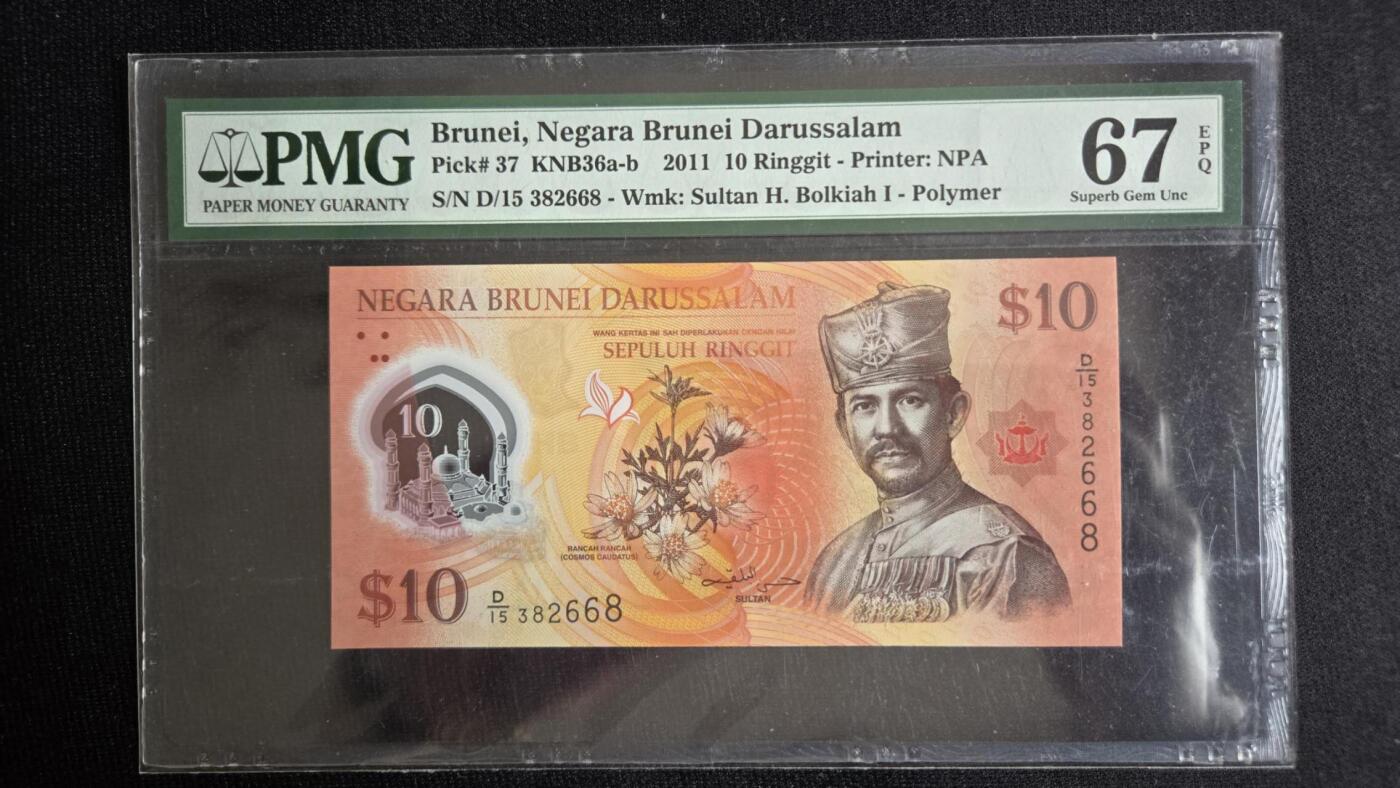 PMG
PAPER MONEY GUARANTY
Brunei, Negara Brunei Darussalam
Pick# 37 KNB36a-b 2011 10 Ringgit - Printer: NPA
S/N D/15 382668 - Wmk: Sultan H. Bolkiah I - Polymer
67
EPQ
Superb Gem Unc
NEGARA BRUNEI DARUSSALAM
$10
WANG KERTAS INI SAH DIPERLAKUKAN DENGAN NILAI
SEPULUH RINGGIT
D/15 382668
10
RANCAH RANCAH
(COSMOS CAUDATUS)
SULTAN
$10
D/15 382668